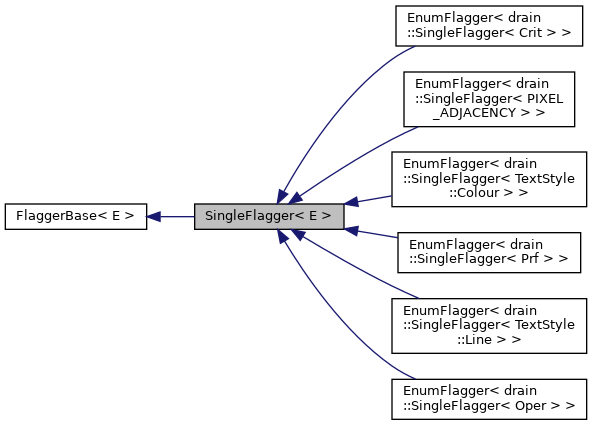 EnumFlagger< drain
::SingleFlagger< Crit > >
EnumFlagger< drain
::SingleFlagger< PIXEL
_ADJACENCY > >
EnumFlagger< drain
::SingleFlagger< TextStyle
::Colour > >
FlaggerBase< E >
SingleFlagger< E >
EnumFlagger< drain
::SingleFlagger< Prf > >
EnumFlagger< drain
::SingleFlagger< TextStyle
::Line > >
EnumFlagger< drain
::SingleFlagger< Oper > >